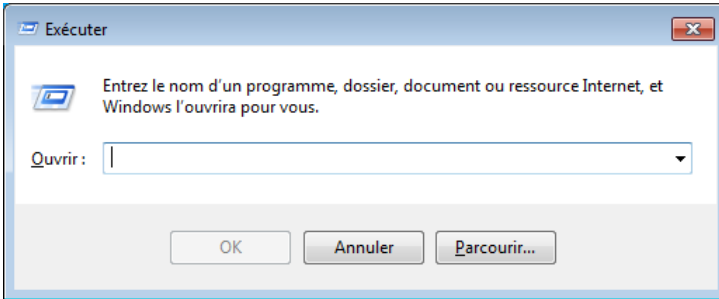 Exécuter
Entrez le nom d'un programme, dossier, document ou ressource Internet, et
Windows l'ouvrira pour vous.
Ouvrir :
OK
Annuler
Parcourir...